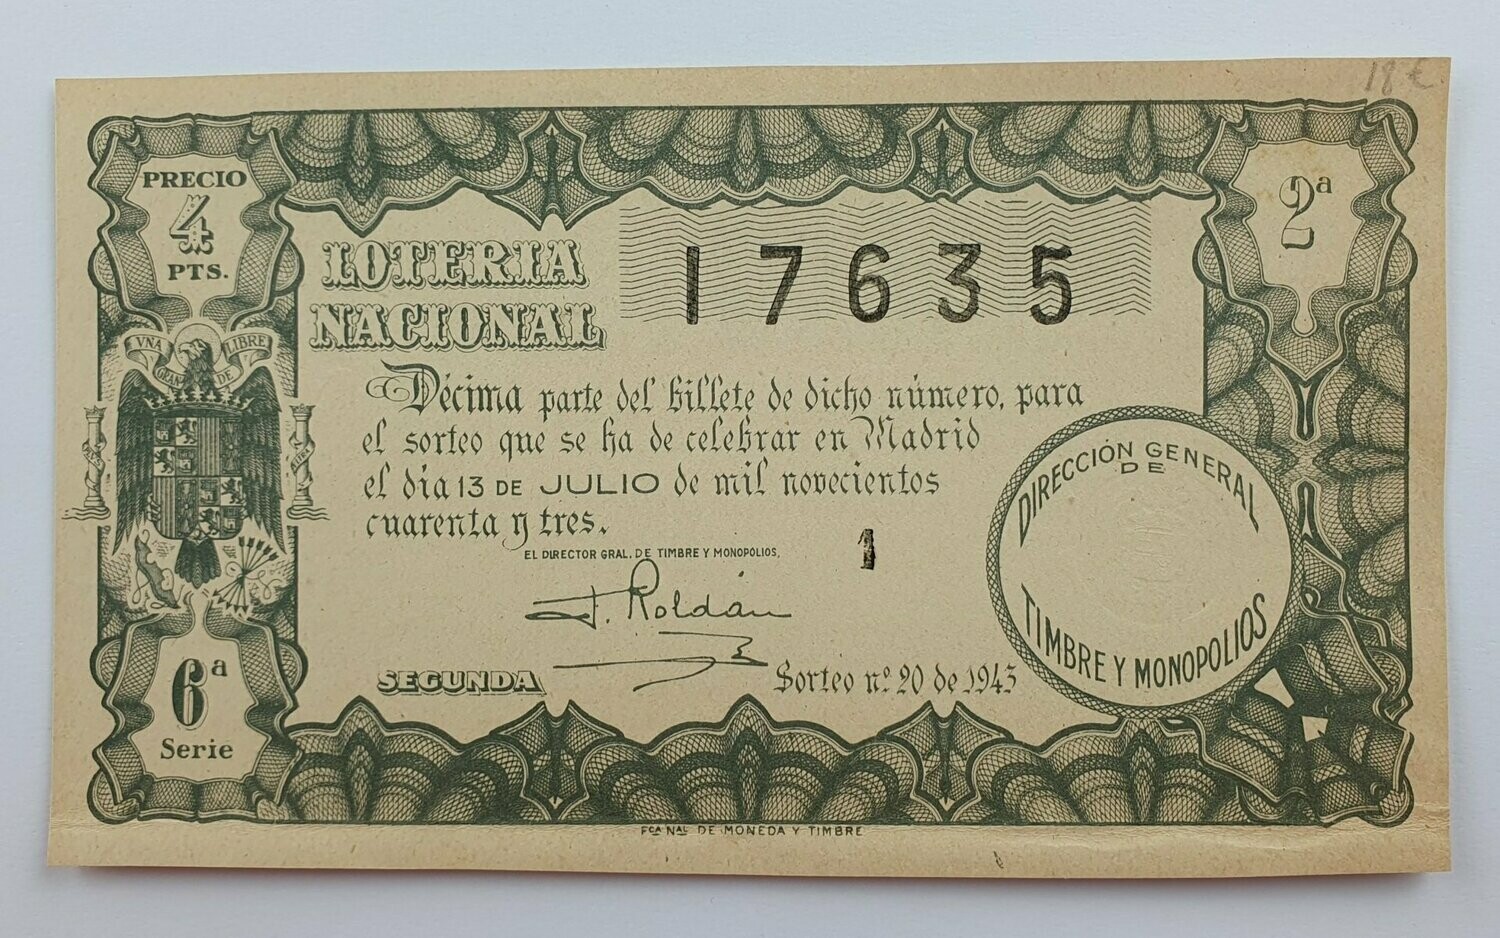 18 €
PRECIO
4
PTS.
2ª
LOTERIA
NACIONAL
17635
VNA GRANDE LIBRE
Décima parte del billete de dicho número, para
el sorteo que se ha de celebrar en Madrid
el día 13 DE JULIO de mil novecientos
cuarenta y tres.
EL DIRECTOR GRAL. DE TIMBRE Y MONOPOLIOS,
1
J. Roldán
DIRECCIÓN GENERAL
DE
TIMBRE Y MONOPOLIOS
SEGUNDA
Sorteo nº 20 de 1943
6ª
Serie
FCA NAL DE MONEDA Y TIMBRE